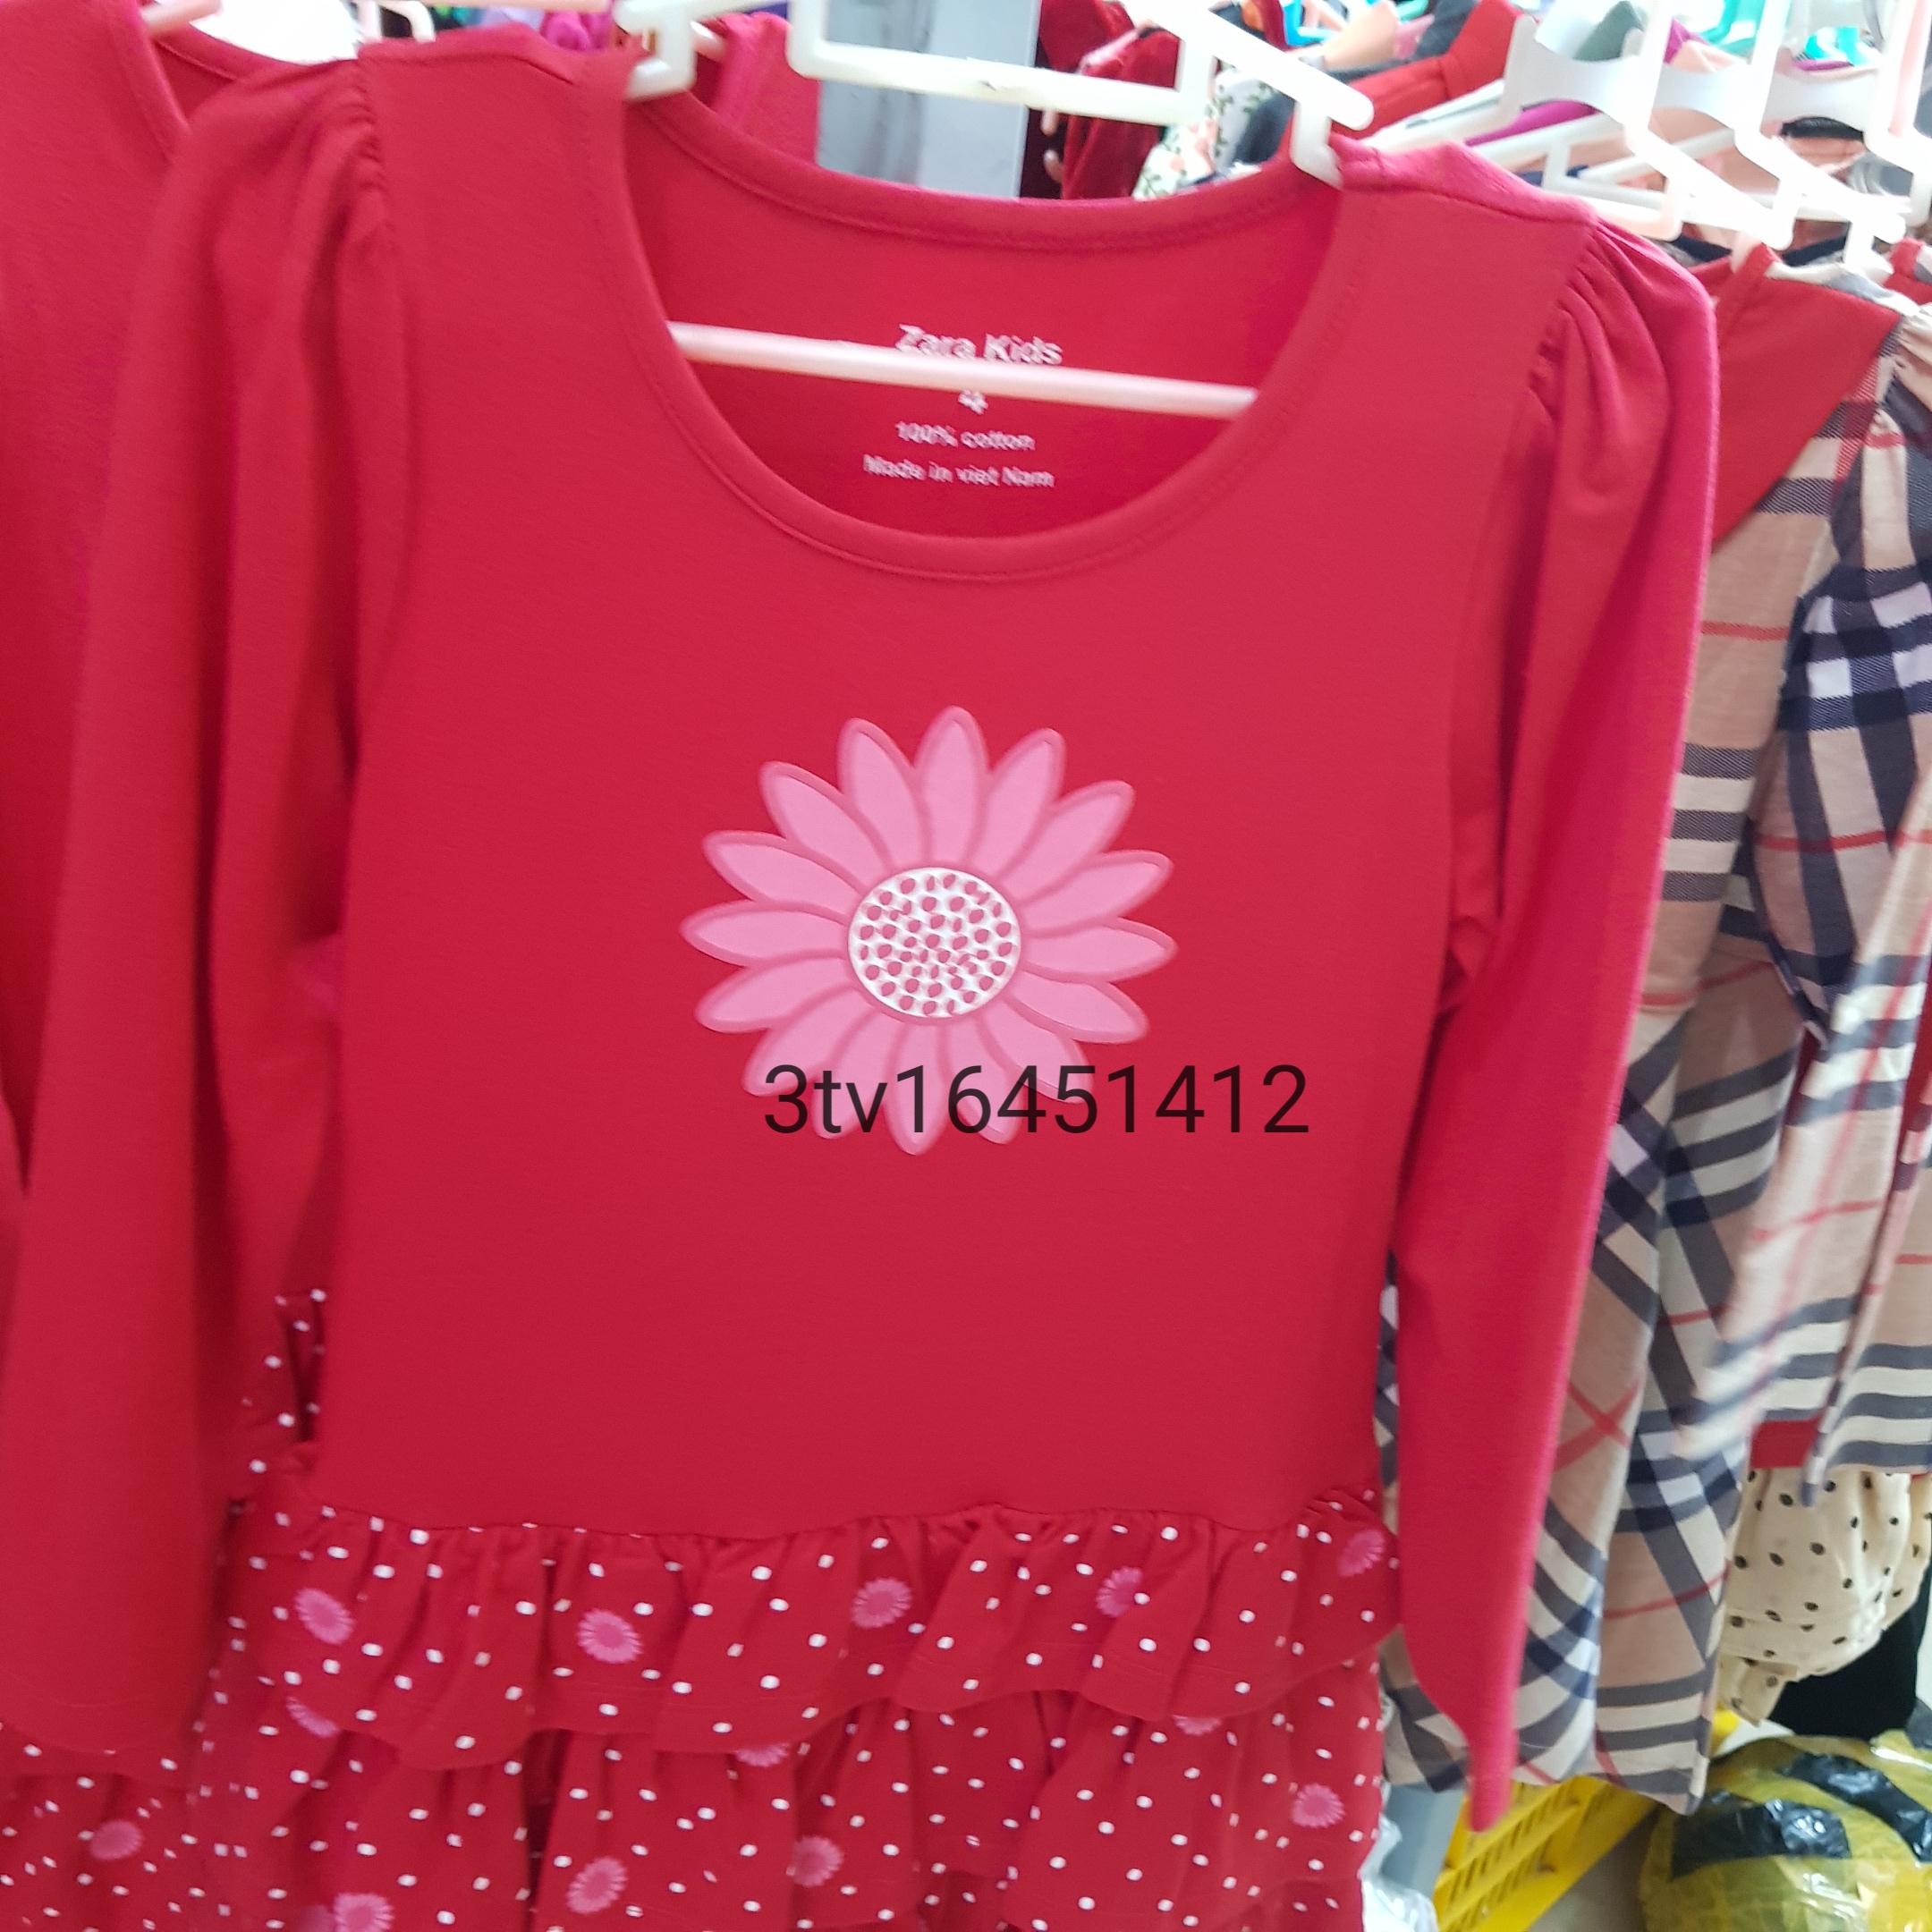 Zara Kids
4
100% cotton
Made in viet Nam
3tv16451412